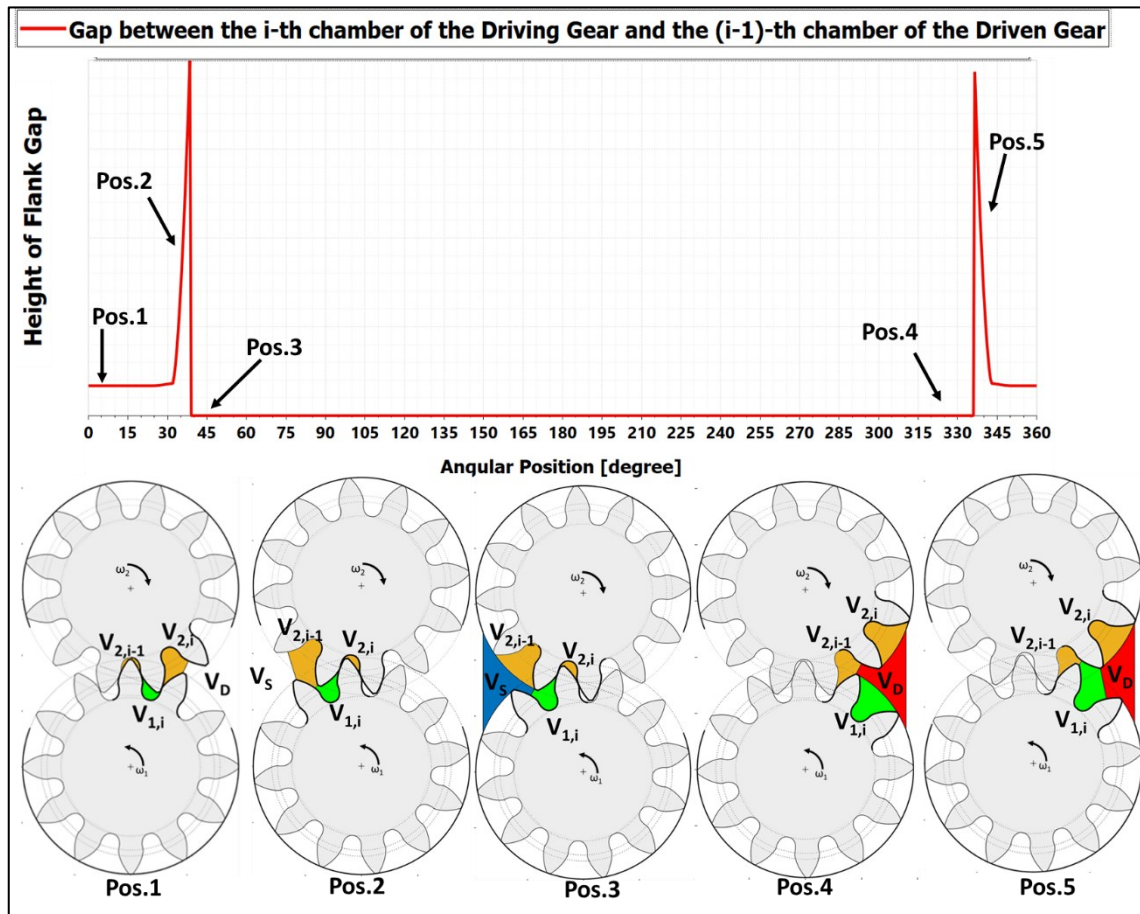 Gap between the i-th chamber of the Driving Gear and the (i-1)-th chamber of the Driven Gear
Height of Flank Gap
Pos.1
Pos.2
Pos.3
Pos.4
Pos.5
0 15 30 45 60 75 90 105 120 135 150 165 180 195 210 225 240 255 270 285 300 315 330 345 360
Angular Position [degree]
ω2
V2,i-1
V2,i
VD
V1,i
ω1
Pos.1
ω2
V2,i-1
V2,i
VS
V1,i
ω1
Pos.2
ω2
V2,i-1
V2,i
VS
V1,i
ω1
Pos.3
ω2
V2,i
V2,i-1
VD
V1,i
ω1
Pos.4
ω2
V2,i
V2,i-1
VD
V1,i
ω1
Pos.5